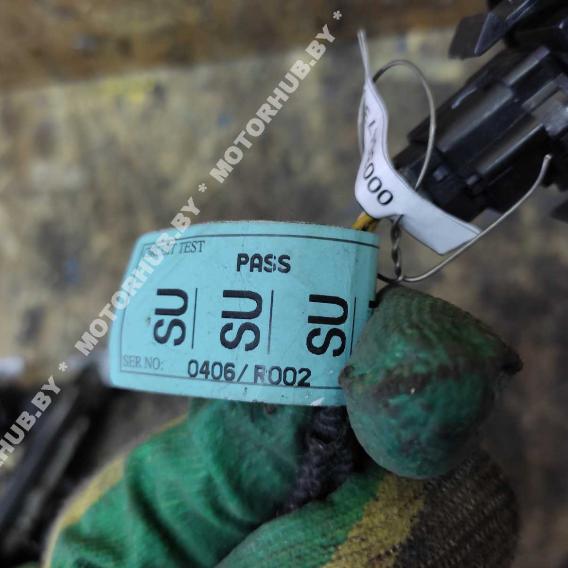 PASS
SU SU SU
SER NO: 0406/R002
TEST
000
MOTORHUB.BY * MOTORHUB.BY * MOTORHUB.BY *